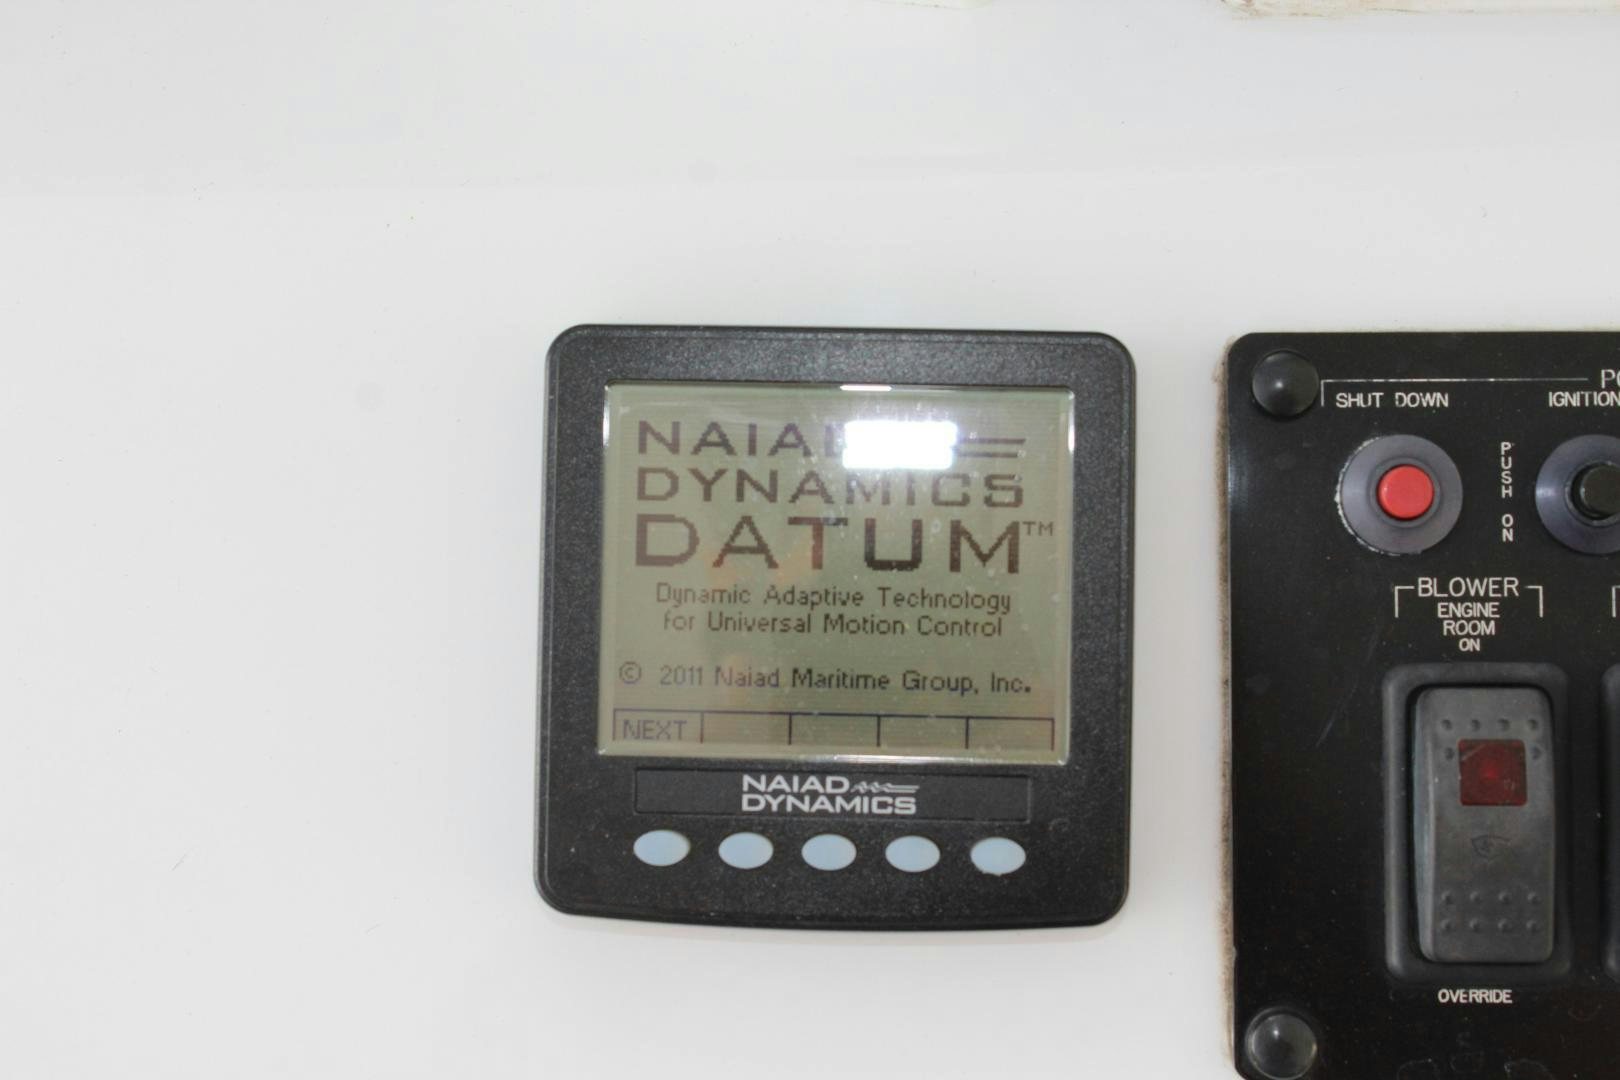 NAIAD
DYNAMICS
DATUM™
Dynamic Adaptive Technology
for Universal Motion Control
© 2011 Naiad Maritime Group, Inc.
NEXT
NAIAD
DYNAMICS
SHUT DOWN
IGNITION
PUSH ON
BLOWER
ENGINE
ROOM
ON
OVERRIDE